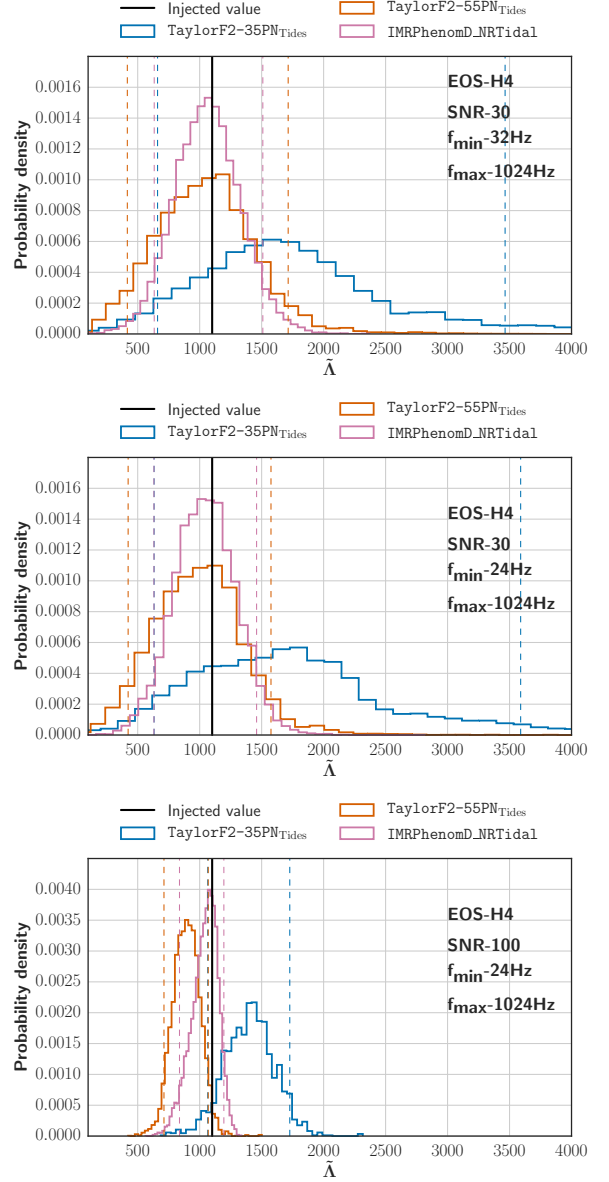 Injected value TaylorF2-55PN_Tides
TaylorF2-35PN_Tides IMRPhenomD_NRTidal
0.0016
0.0014
0.0012
0.0010
0.0008
0.0006
0.0004
0.0002
0.0000
Probability density
EOS-H4
SNR-30
f_min-32Hz
f_max-1024Hz
500 1000 1500 2000 2500 3000 3500 4000
Λ̃
Injected value TaylorF2-55PN_Tides
TaylorF2-35PN_Tides IMRPhenomD_NRTidal
0.0016
0.0014
0.0012
0.0010
0.0008
0.0006
0.0004
0.0002
0.0000
Probability density
EOS-H4
SNR-30
f_min-24Hz
f_max-1024Hz
500 1000 1500 2000 2500 3000 3500 4000
Λ̃
Injected value TaylorF2-55PN_Tides
TaylorF2-35PN_Tides IMRPhenomD_NRTidal
0.0040
0.0035
0.0030
0.0025
0.0020
0.0015
0.0010
0.0005
0.0000
Probability density
EOS-H4
SNR-100
f_min-24Hz
f_max-1024Hz
500 1000 1500 2000 2500 3000 3500 4000
Λ̃